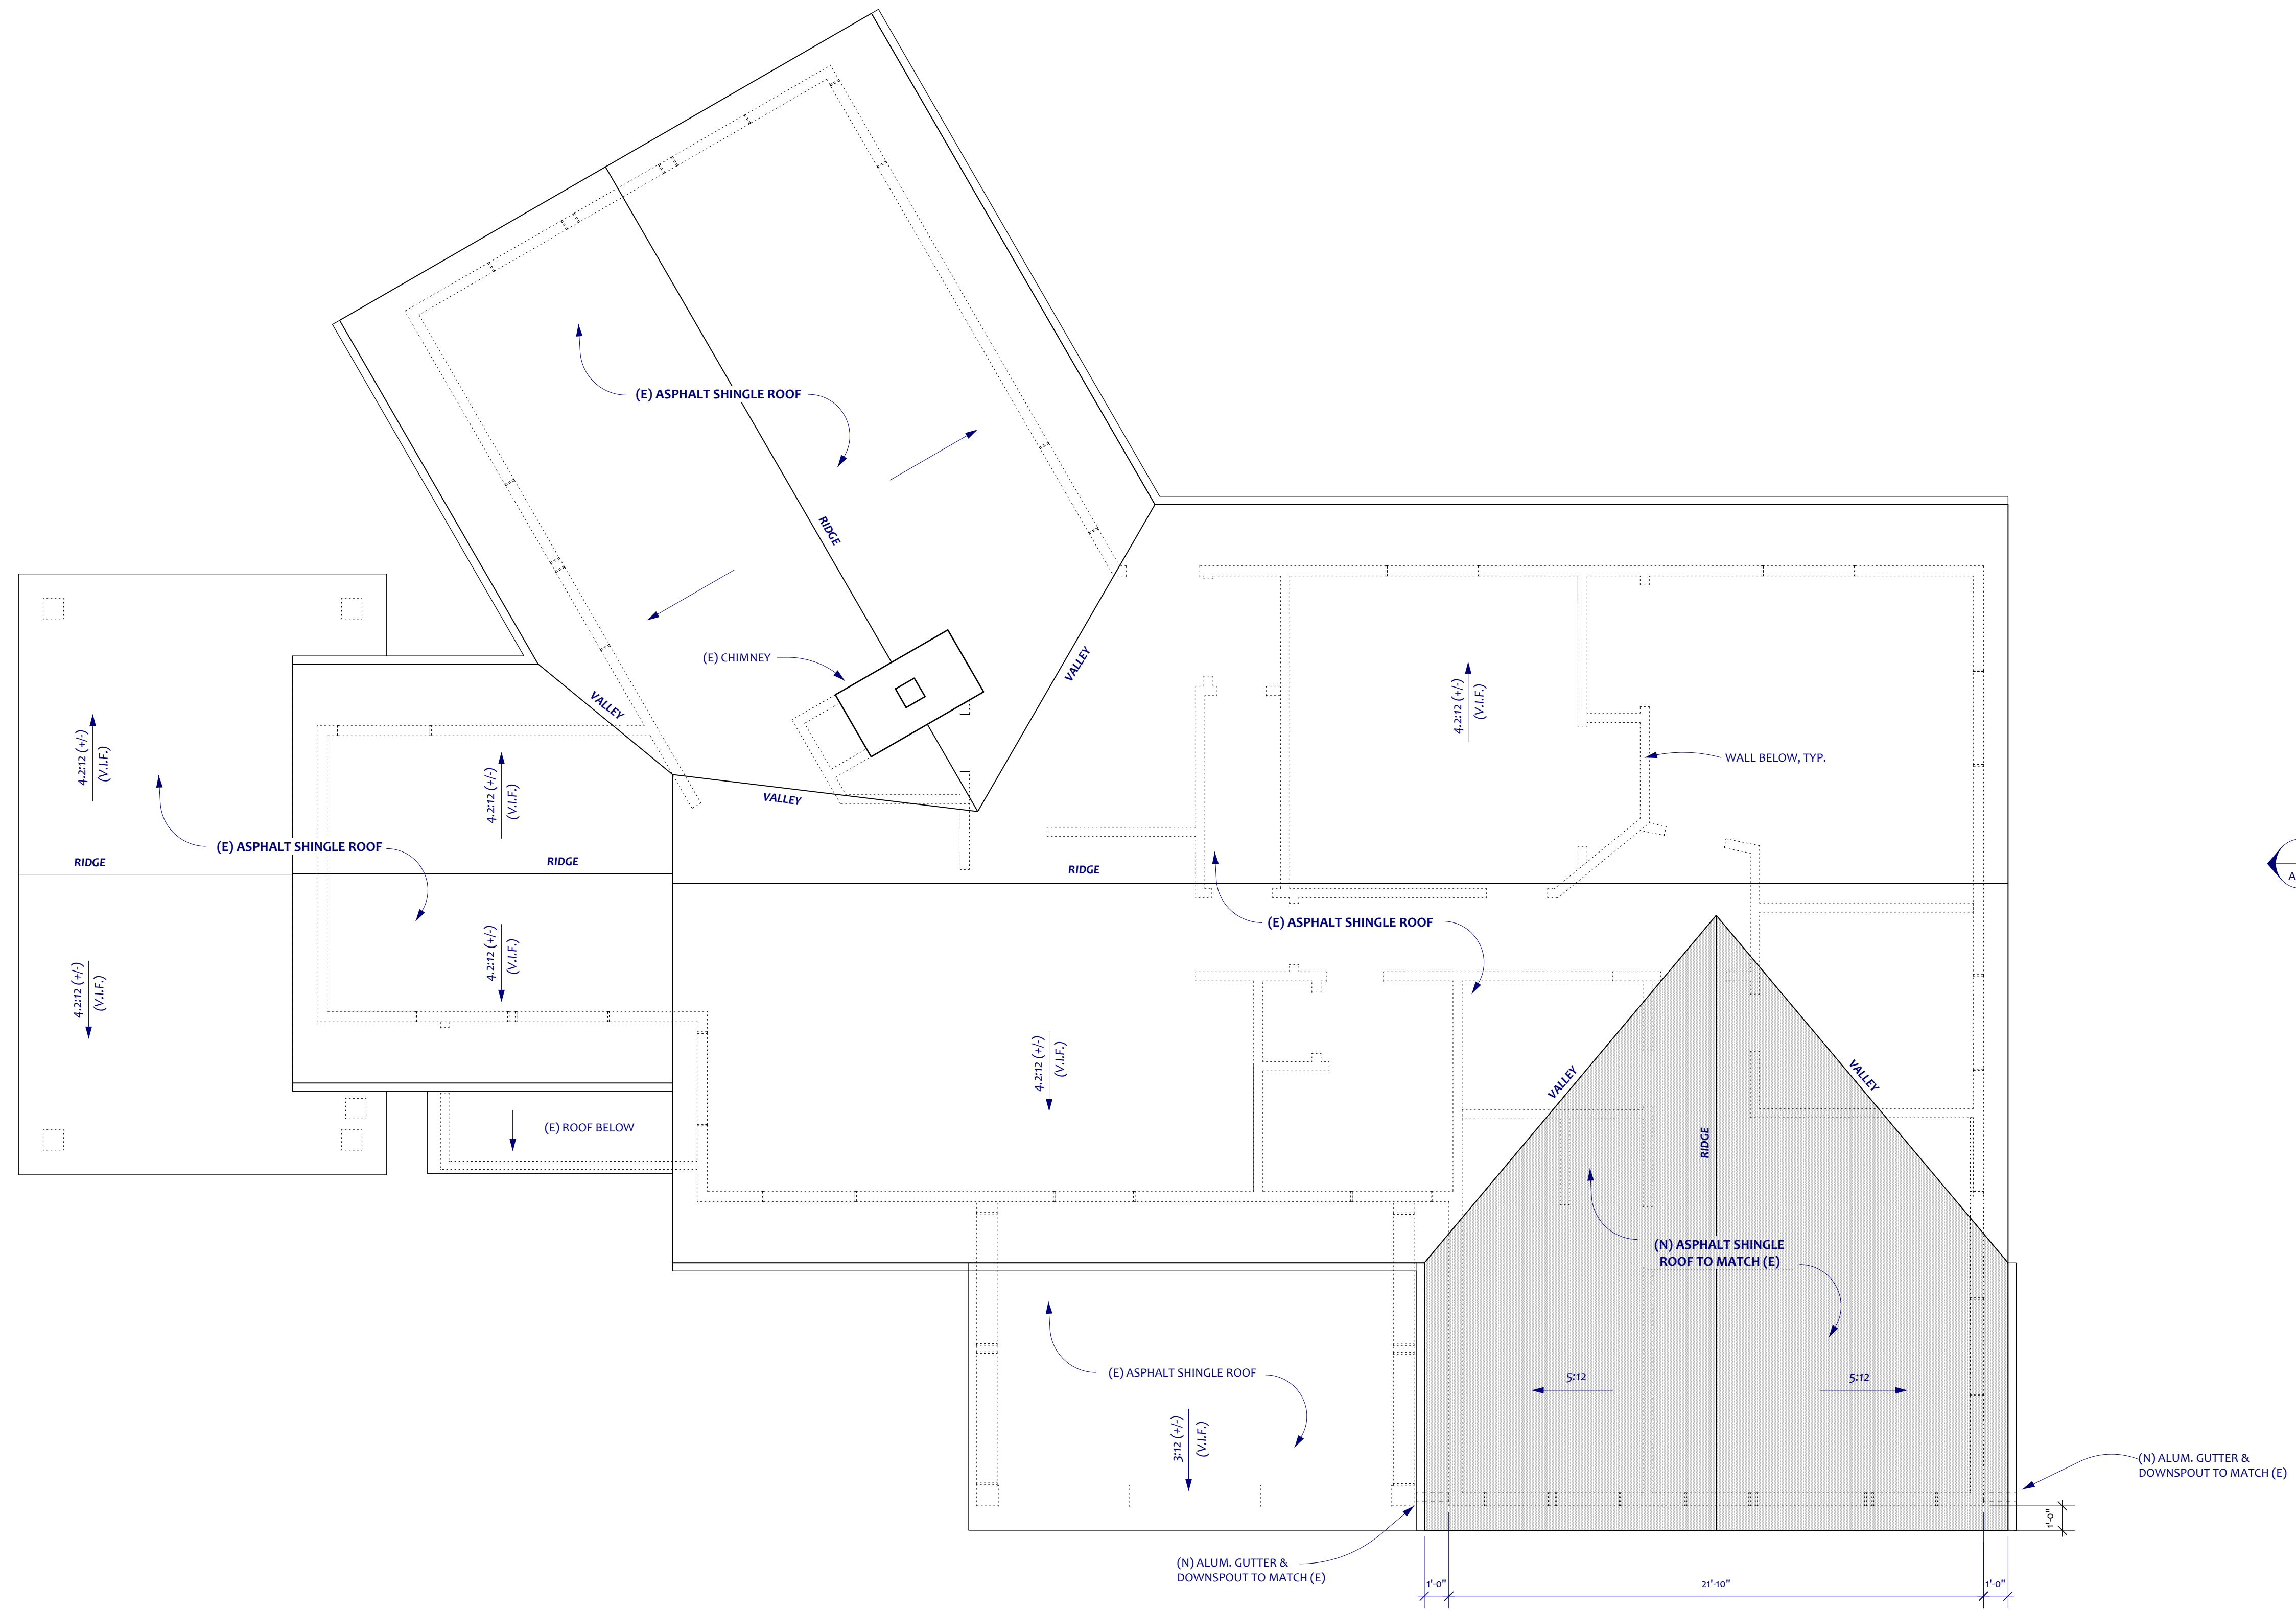 (E) ASPHALT SHINGLE ROOF
RIDGE
(E) CHIMNEY
VALLEY
VALLEY
VALLEY
4.2:12 (+/-)
(V.I.F.)
WALL BELOW, TYP.
4.2:12 (+/-)
(V.I.F.)
4.2:12 (+/-)
(V.I.F.)
(E) ASPHALT SHINGLE ROOF
RIDGE
RIDGE
RIDGE
A
(E) ASPHALT SHINGLE ROOF
4.2:12 (+/-)
(V.I.F.)
4.2:12 (+/-)
(V.I.F.)
4.2:12 (+/-)
(V.I.F.)
(E) ROOF BELOW
VALLEY
VALLEY
RIDGE
(N) ASPHALT SHINGLE
ROOF TO MATCH (E)
(E) ASPHALT SHINGLE ROOF
5:12
5:12
3:12 (+/-)
(V.I.F.)
(N) ALUM. GUTTER &
DOWNSPOUT TO MATCH (E)
1'-0"
(N) ALUM. GUTTER &
DOWNSPOUT TO MATCH (E)
1'-0"
21'-10"
1'-0"